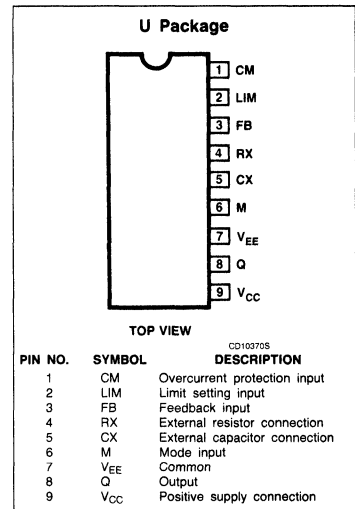 U Package
1 CM
2 LIM
3 FB
4 RX
5 CX
6 M
7 VEE
8 Q
9 VCC
TOP VIEW
CD10370S
PIN NO. SYMBOL DESCRIPTION
1 CM Overcurrent protection input
2 LIM Limit setting input
3 FB Feedback input
4 RX External resistor connection
5 CX External capacitor connection
6 M Mode input
7 VEE Common
8 Q Output
9 VCC Positive supply connection